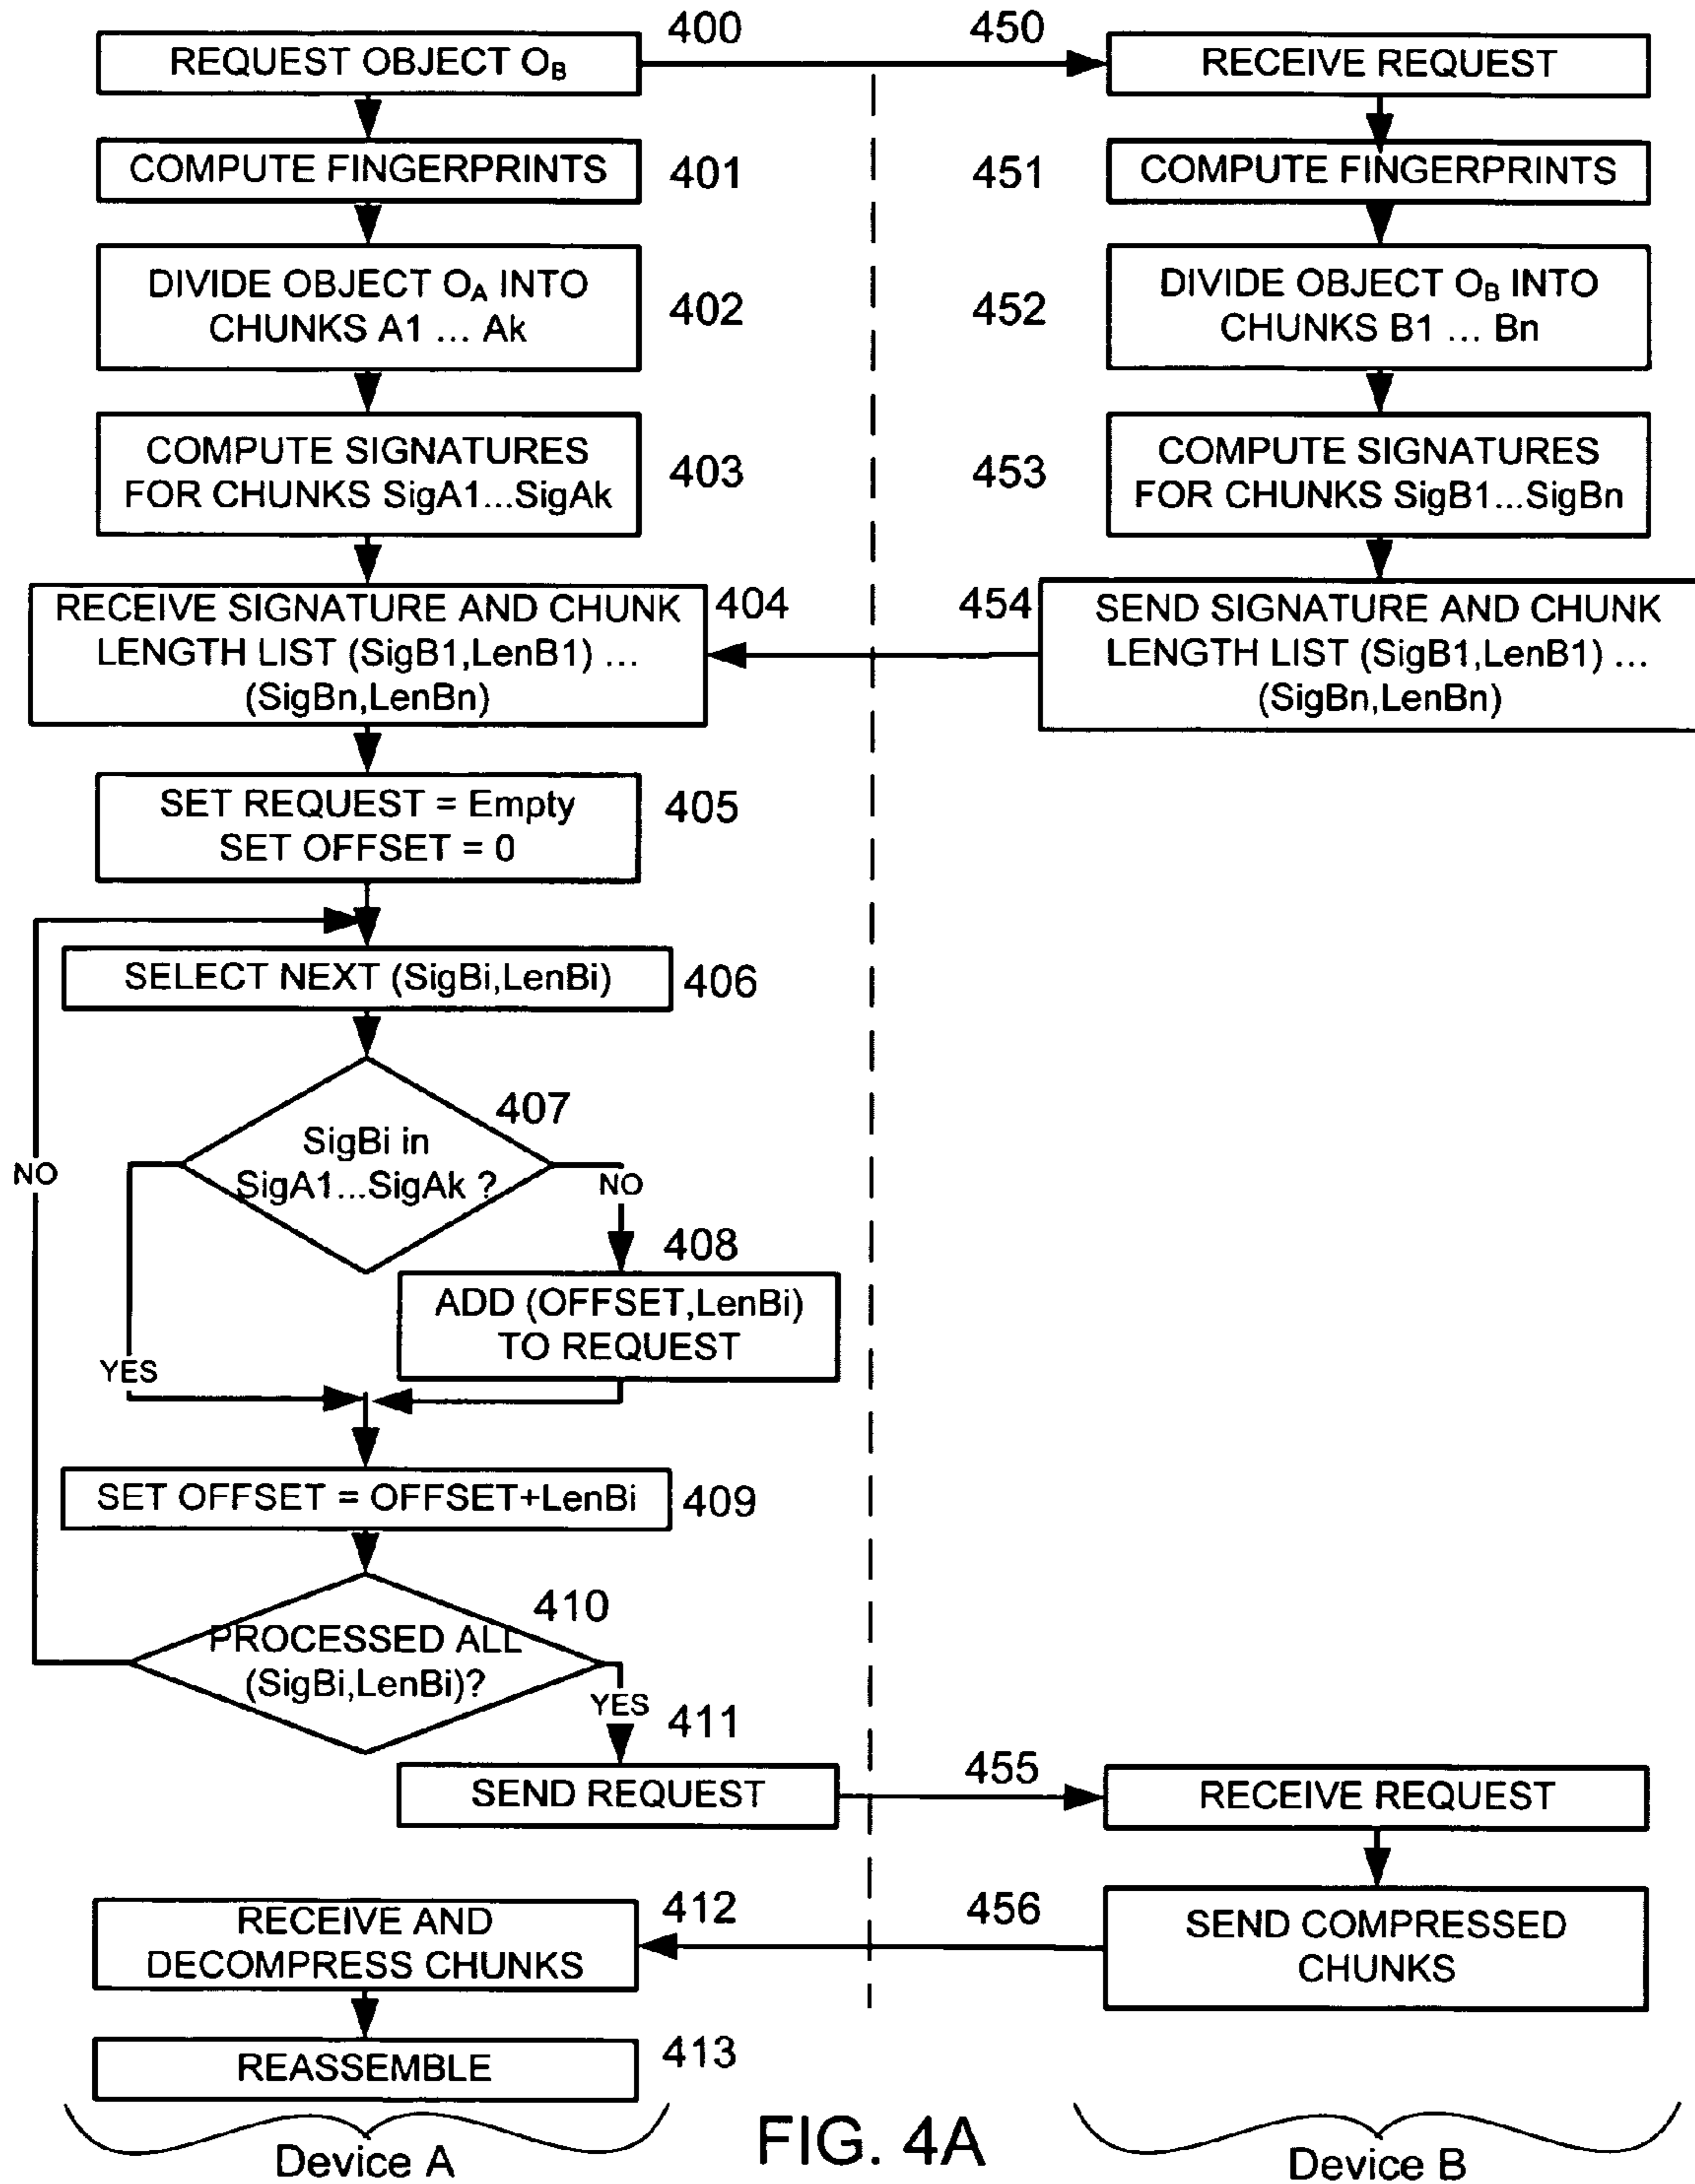 400
450
REQUEST OBJECT OB
RECEIVE REQUEST
COMPUTE FINGERPRINTS
401
451
COMPUTE FINGERPRINTS
DIVIDE OBJECT OA INTO
CHUNKS A1 ... Ak
402
452
DIVIDE OBJECT OB INTO
CHUNKS B1 ... Bn
COMPUTE SIGNATURES
FOR CHUNKS SigA1...SigAk
403
453
COMPUTE SIGNATURES
FOR CHUNKS SigB1...SigBn
RECEIVE SIGNATURE AND CHUNK
LENGTH LIST (SigB1,LenB1) ...
(SigBn,LenBn)
404
454
SEND SIGNATURE AND CHUNK
LENGTH LIST (SigB1,LenB1) ...
(SigBn,LenBn)
SET REQUEST = Empty
SET OFFSET = 0
405
SELECT NEXT (SigBi,LenBi)
406
407
SigBi in
SigA1...SigAk ?
NO
NO
408
ADD (OFFSET,LenBi)
TO REQUEST
YES
SET OFFSET = OFFSET+LenBi
409
410
PROCESSED ALL
(SigBi,LenBi)?
YES
411
SEND REQUEST
455
RECEIVE REQUEST
RECEIVE AND
DECOMPRESS CHUNKS
412
456
SEND COMPRESSED
CHUNKS
REASSEMBLE
413
Device A
FIG. 4A
Device B